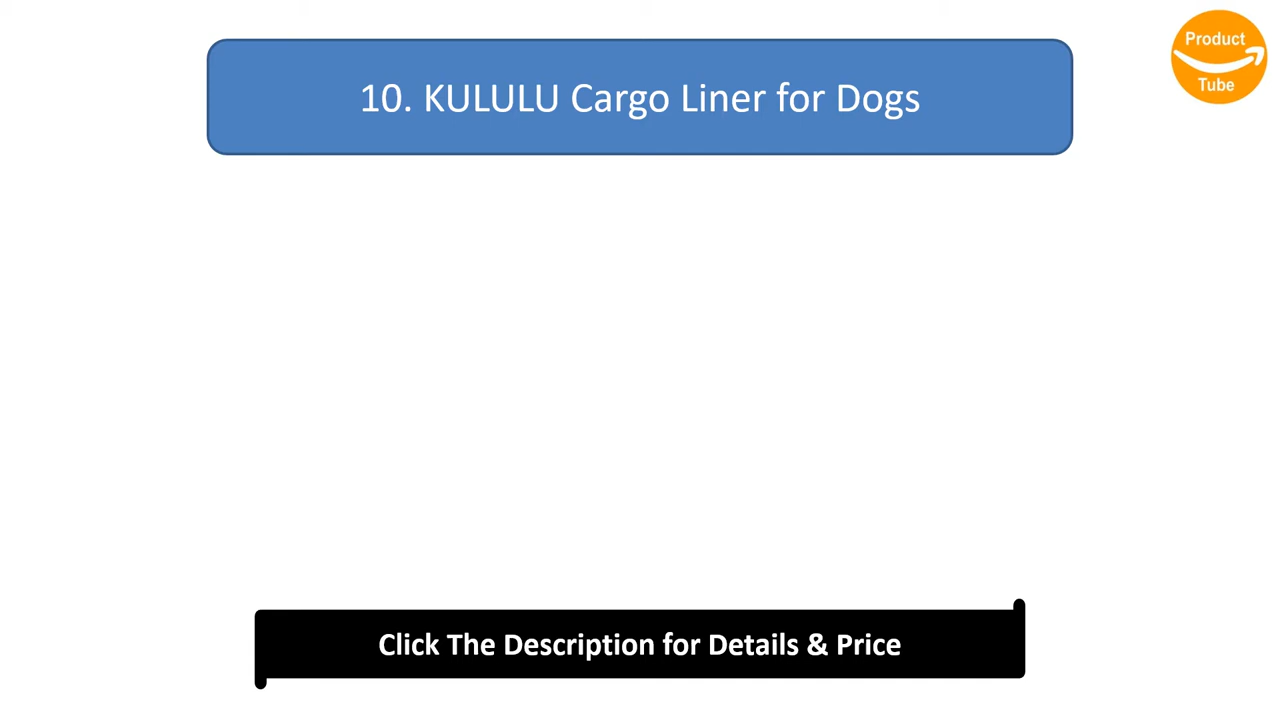 10. KULULU Cargo Liner for Dogs
Product
Tube
Click The Description for Details & Price